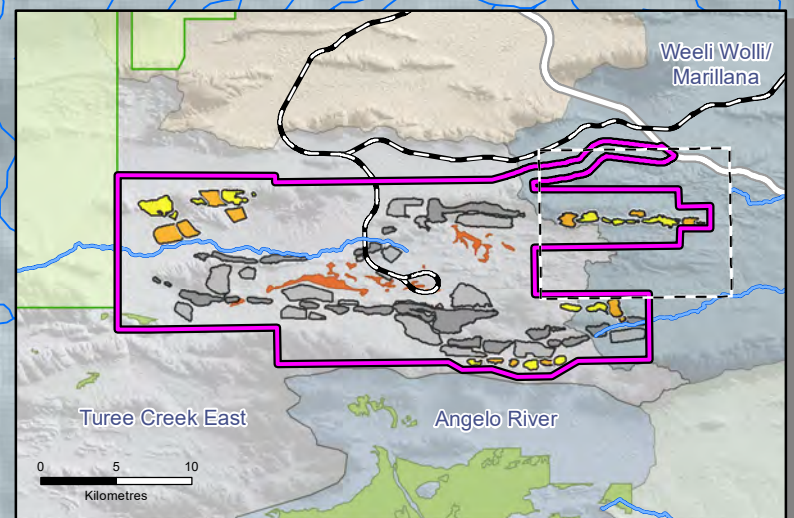 Weeli Wolli/
Marillana
Turee Creek East
Angelo River
0 5 10
Kilometres